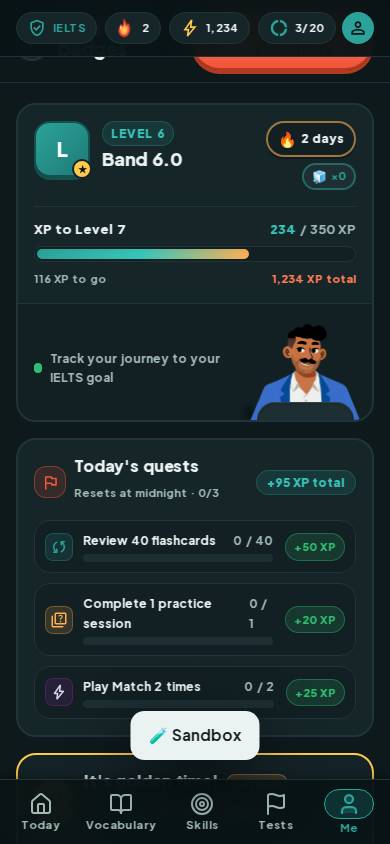 IELTS 🔥 2 1,234 3/20
L LEVEL 6 🔥 2 days
Band 6.0
🧊 ×0
XP to Level 7 234 / 350 XP
116 XP to go 1,234 XP total
Track your journey to your
IELTS goal
Today's quests
Resets at midnight · 0/3 +95 XP total
Review 40 flashcards 0 / 40 +50 XP
Complete 1 practice 0 /
session 1 +20 XP
Play Match 2 times 0 / 2 +25 XP
🧪 Sandbox
It's golden time!
Today Vocabulary Skills Tests Me